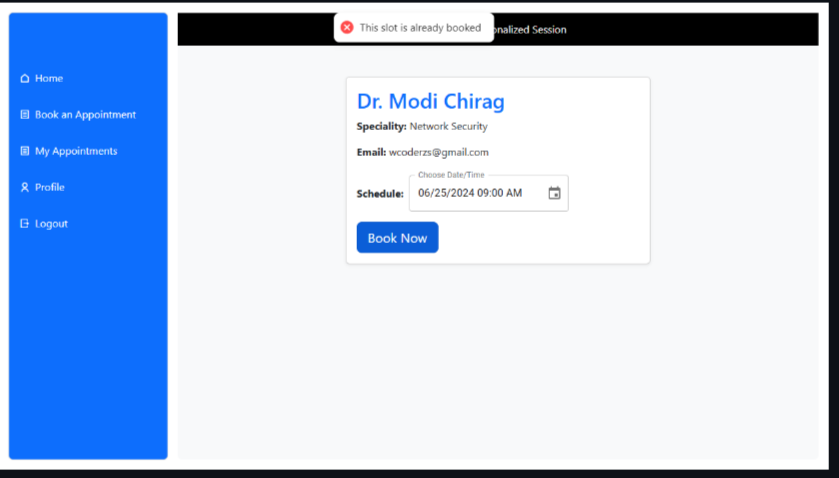 This slot is already booked
nalized Session
Home
Book an Appointment
My Appointments
Profile
Logout
Dr. Modi Chirag
Speciality: Network Security
Email: wcoderzs@gmail.com
Choose Date/Time
Schedule: 06/25/2024 09:00 AM
Book Now